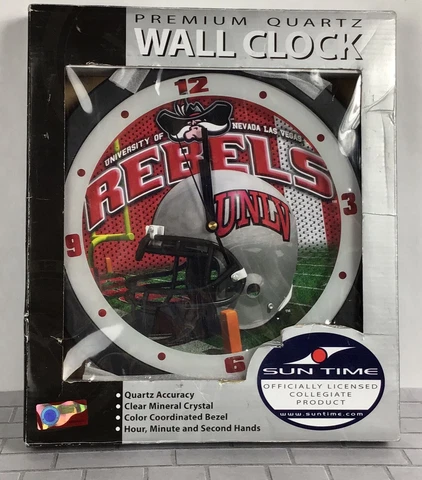 PREMIUM QUARTZ
WALL CLOCK
12
UNIVERSITY OF NEVADA LAS VEGAS
REBELS
UNLV
9
3
6
SUN TIME
OFFICIALLY LICENSED
COLLEGIATE
PRODUCT
www.suntime.com
• Quartz Accuracy
• Clear Mineral Crystal
• Color Coordinated Bezel
• Hour, Minute and Second Hands